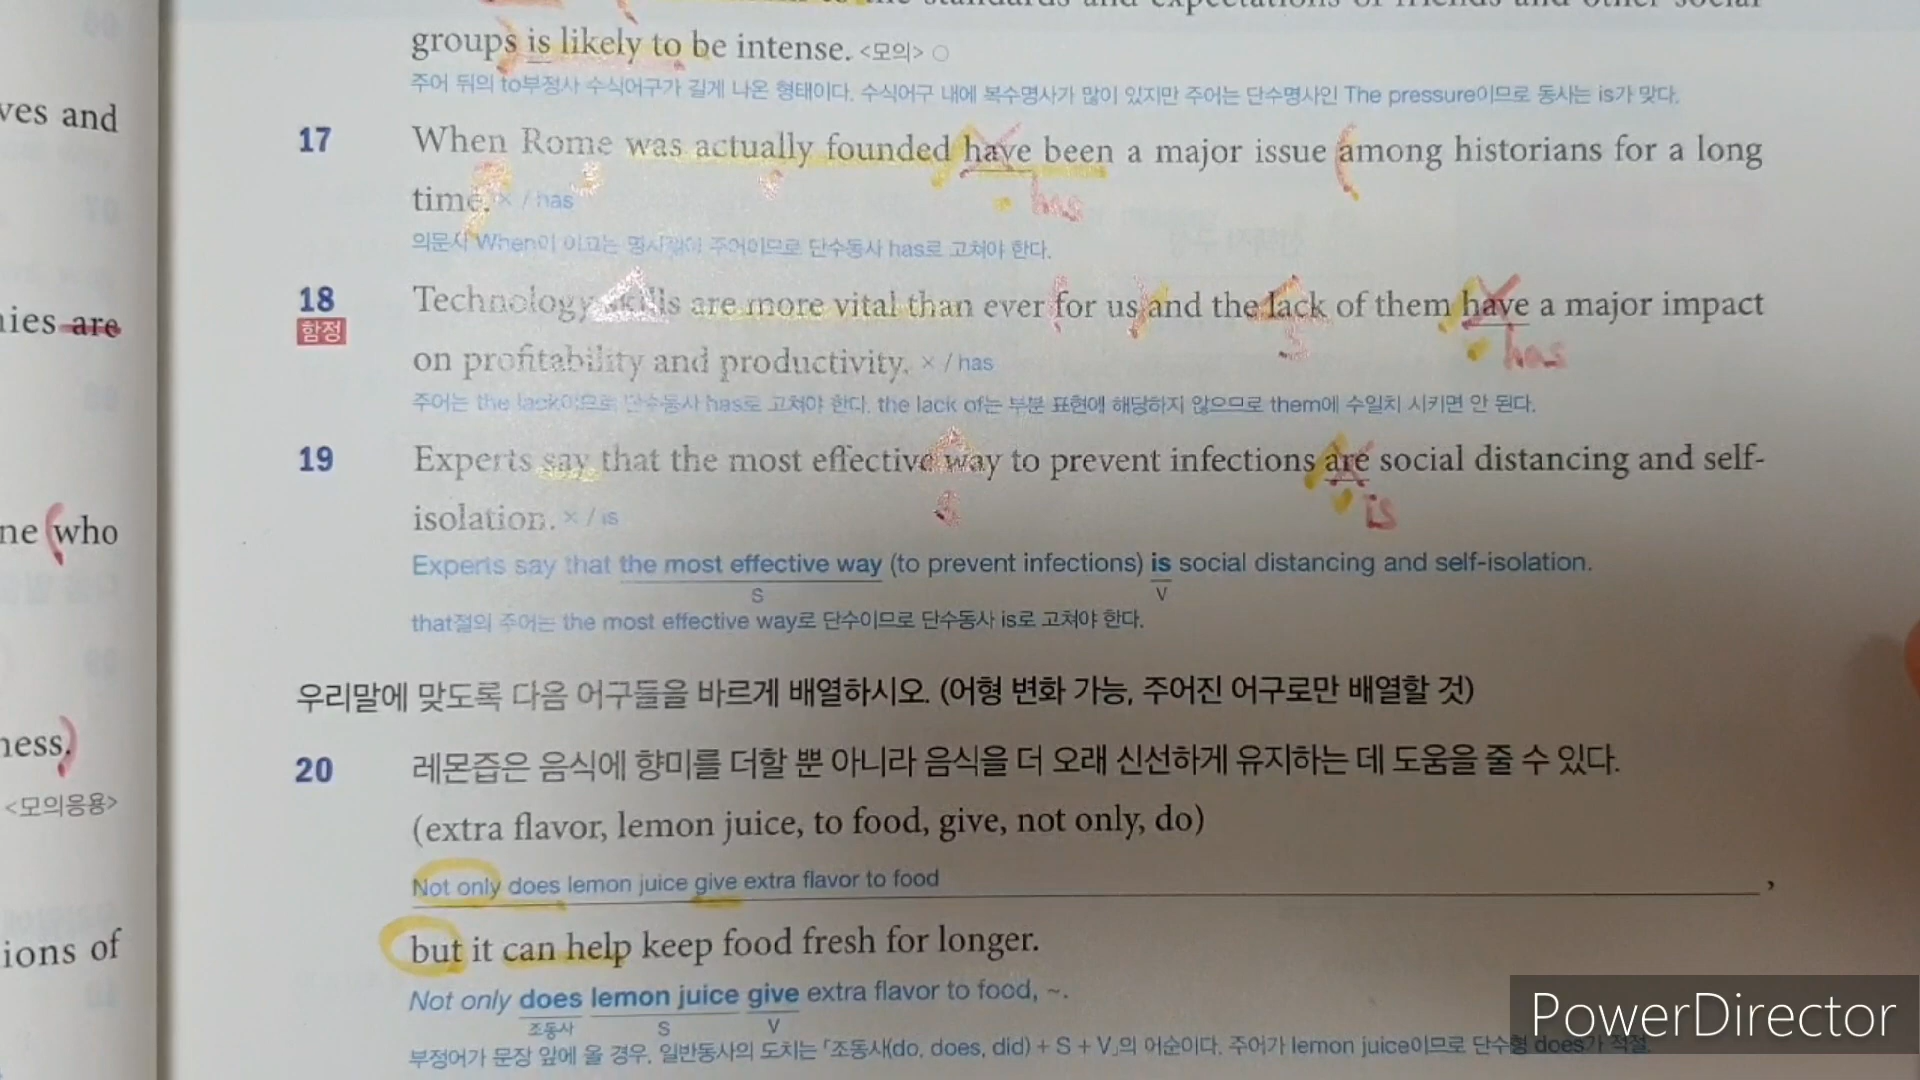 groups is likely to be intense. <모의> ○
주어 뒤의 to부정사 수식어구가 길게 나온 형태이다. 수식어구 내에 복수명사가 많이 있지만 주어는 단수명사인 The pressure이므로 동사는 is가 맞다.
ves and
17 When Rome was actually founded have been a major issue among historians for a long
time. × / has
has
의문사 When이 이끄는 명사절이 주어이므로 단수동사 has로 고쳐야 한다.
18 Technology skills are more vital than ever for us and the lack of them have a major impact
nies are
함정
on profitability and productivity. × / has
has
주어는 the lack이므로 단수동사 has로 고쳐야 한다. the lack of는 부분 표현에 해당하지 않으므로 them에 수일치 시키면 안 된다.
19 Experts say that the most effective way to prevent infections are social distancing and self-
isolation. × / is
is
ne who
Experts say that the most effective way (to prevent infections) is social distancing and self-isolation.
S V
that절의 주어는 the most effective way로 단수이므로 단수동사 is로 고쳐야 한다.
우리말에 맞도록 다음 어구들을 바르게 배열하시오. (어형 변화 가능, 주어진 어구로만 배열할 것)
ness.
20 레몬즙은 음식에 향미를 더할 뿐 아니라 음식을 더 오래 신선하게 유지하는 데 도움을 줄 수 있다.
<모의응용>
(extra flavor, lemon juice, to food, give, not only, do)
Not only does lemon juice give extra flavor to food ,
but it can help keep food fresh for longer.
ions of
Not only does lemon juice give extra flavor to food, ~.
조동사 S V
부정어가 문장 앞에 올 경우, 일반동사의 도치는 「조동사(do, does, did) + S + V」의 어순이다. 주어가 lemon juice이므로 단수형 does가 적절.
PowerDirector